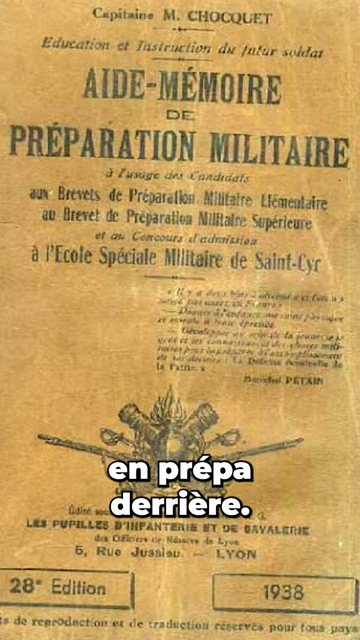 Capitaine M. CHOCQUET
Education et Instruction du futur soldat
AIDE-MÉMOIRE
DE
PRÉPARATION MILITAIRE
à l'usage des Candidats
aux Brevets de Préparation Militaire Elémentaire
au Brevet de Préparation Militaire Supérieure
et au Concours d'admission
à l'Ecole Spéciale Militaire de Saint-Cyr
la Patrie.
Maréchal PÉTAIN
en prépa
derrière.
Edité
LES PUPILLES D'INFANTERIE ET DE CAVALERIE
des Officiers de Réserve de Lyon
5, Rue Jussieu. — LYON
28e Edition
1938
de reproduction et de traduction réservés pour tous pays